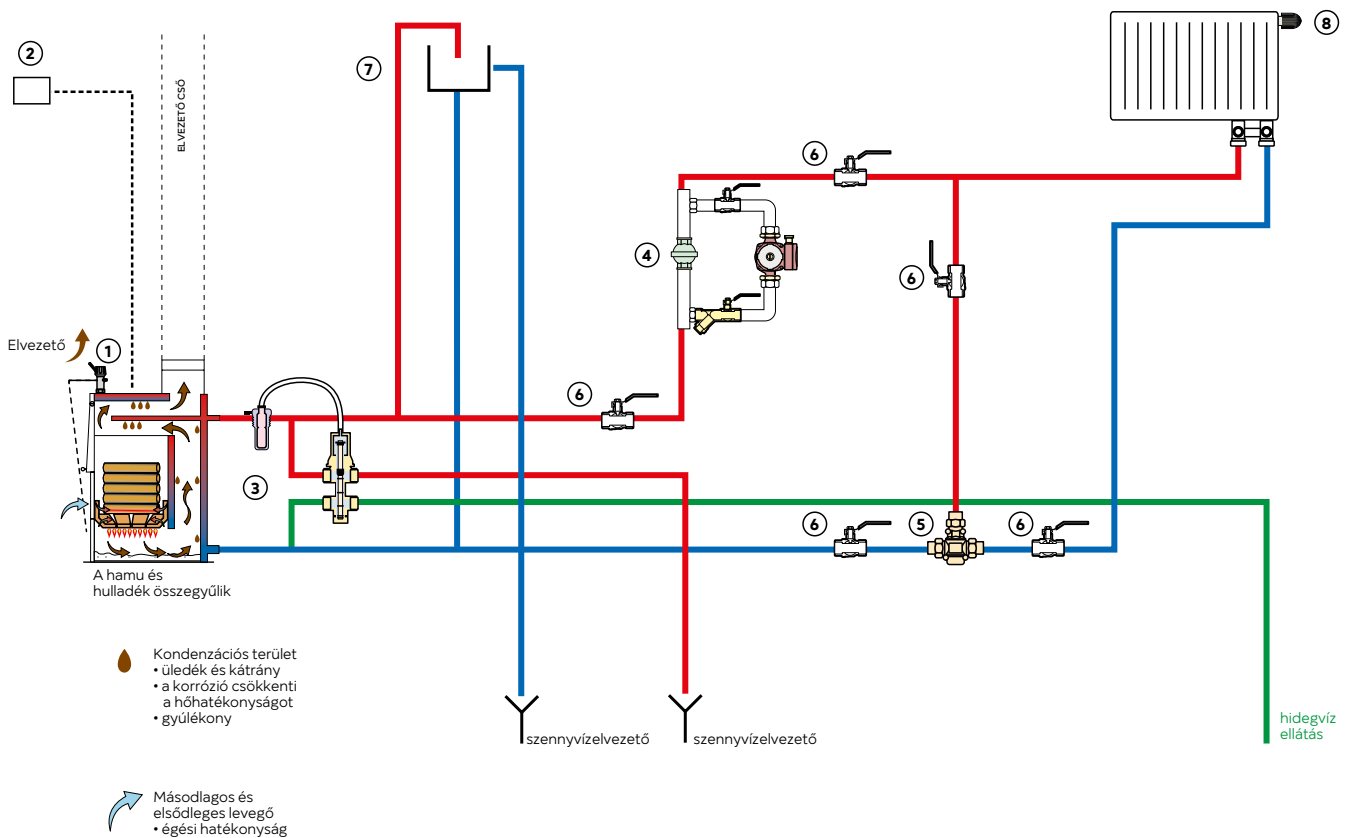 2
ELVEZETŐ CSŐ
7
8
6
4
6
Elvezető
1
6
3
6
5
6
A hamu és
hulladék összegyűlik
Kondenzációs terület
• üledék és kátrány
• a korrózió csökkenti
a hőhatékonyságot
• gyúlékony
szennyvízelvezető
szennyvízelvezető
hidegvíz
ellátás
Másodlagos és
elsődleges levegő
• égési hatékonyság